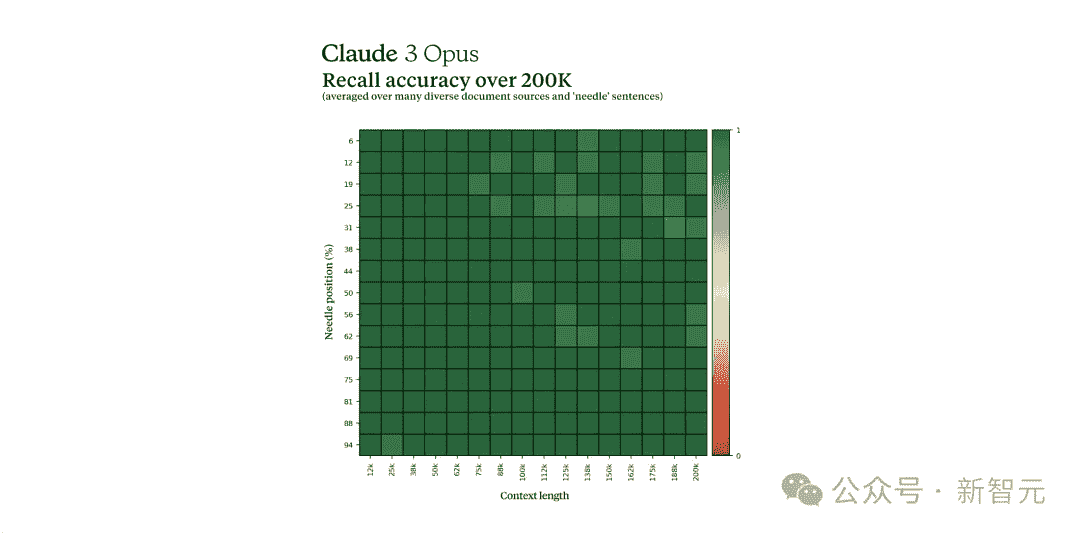 Claude 3 Opus
Recall accuracy over 200K
(averaged over many diverse document sources and 'needle' sentences)
1
6
12
19
25
31
38
44
50
56
62
69
75
81
88
94
0
Needle position (%)
12k 25k 38k 50k 62k 75k 88k 100k 112k 125k 138k 150k 162k 175k 188k 200k
Context length
公众号 · 新智元